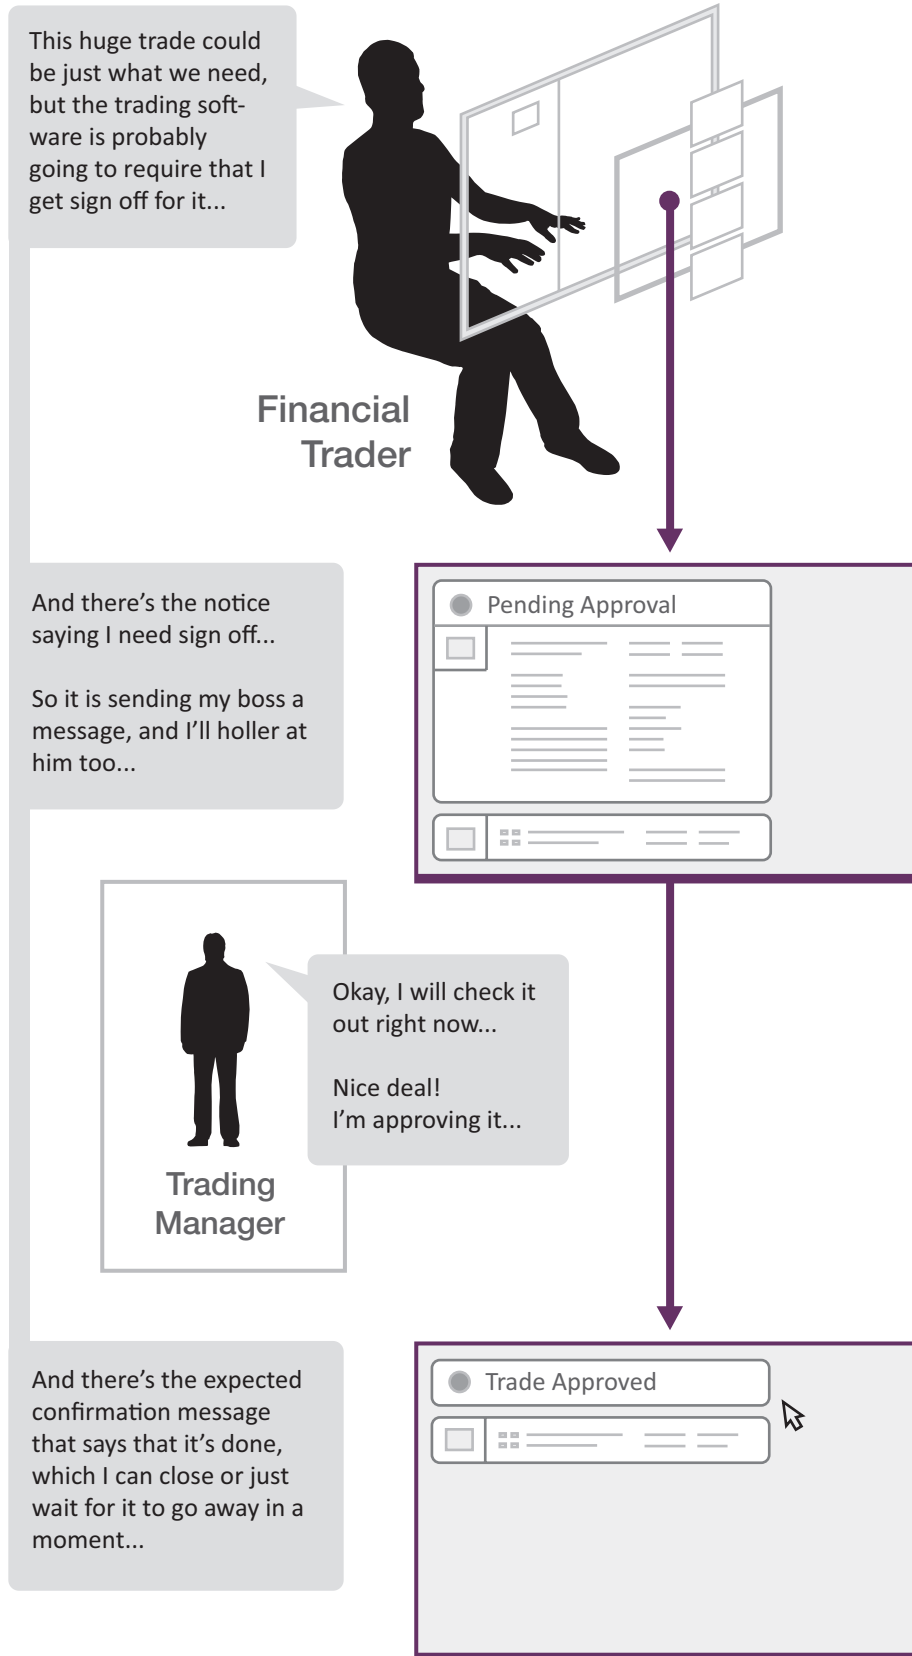 This huge trade could
be just what we need,
but the trading soft-
ware is probably
going to require that I
get sign off for it...
Financial
Trader
And there’s the notice
saying I need sign off...
So it is sending my boss a
message, and I’ll holler at
him too...
Pending Approval
Okay, I will check it
out right now...
Nice deal!
I’m approving it...
Trading
Manager
And there’s the expected
confirmation message
that says that it’s done,
which I can close or just
wait for it to go away in a
moment...
Trade Approved